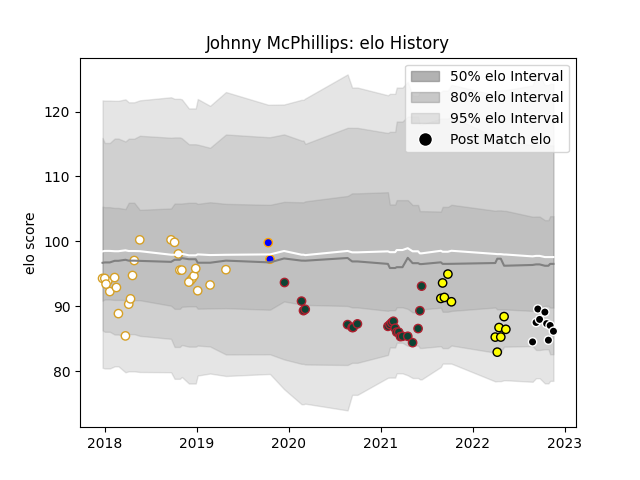 Johnny McPhillips: elo History
50% elo Interval
80% elo Interval
95% elo Interval
Post Match elo
elo score
120
110
100
90
80
2018 2019 2020 2021 2022 2023